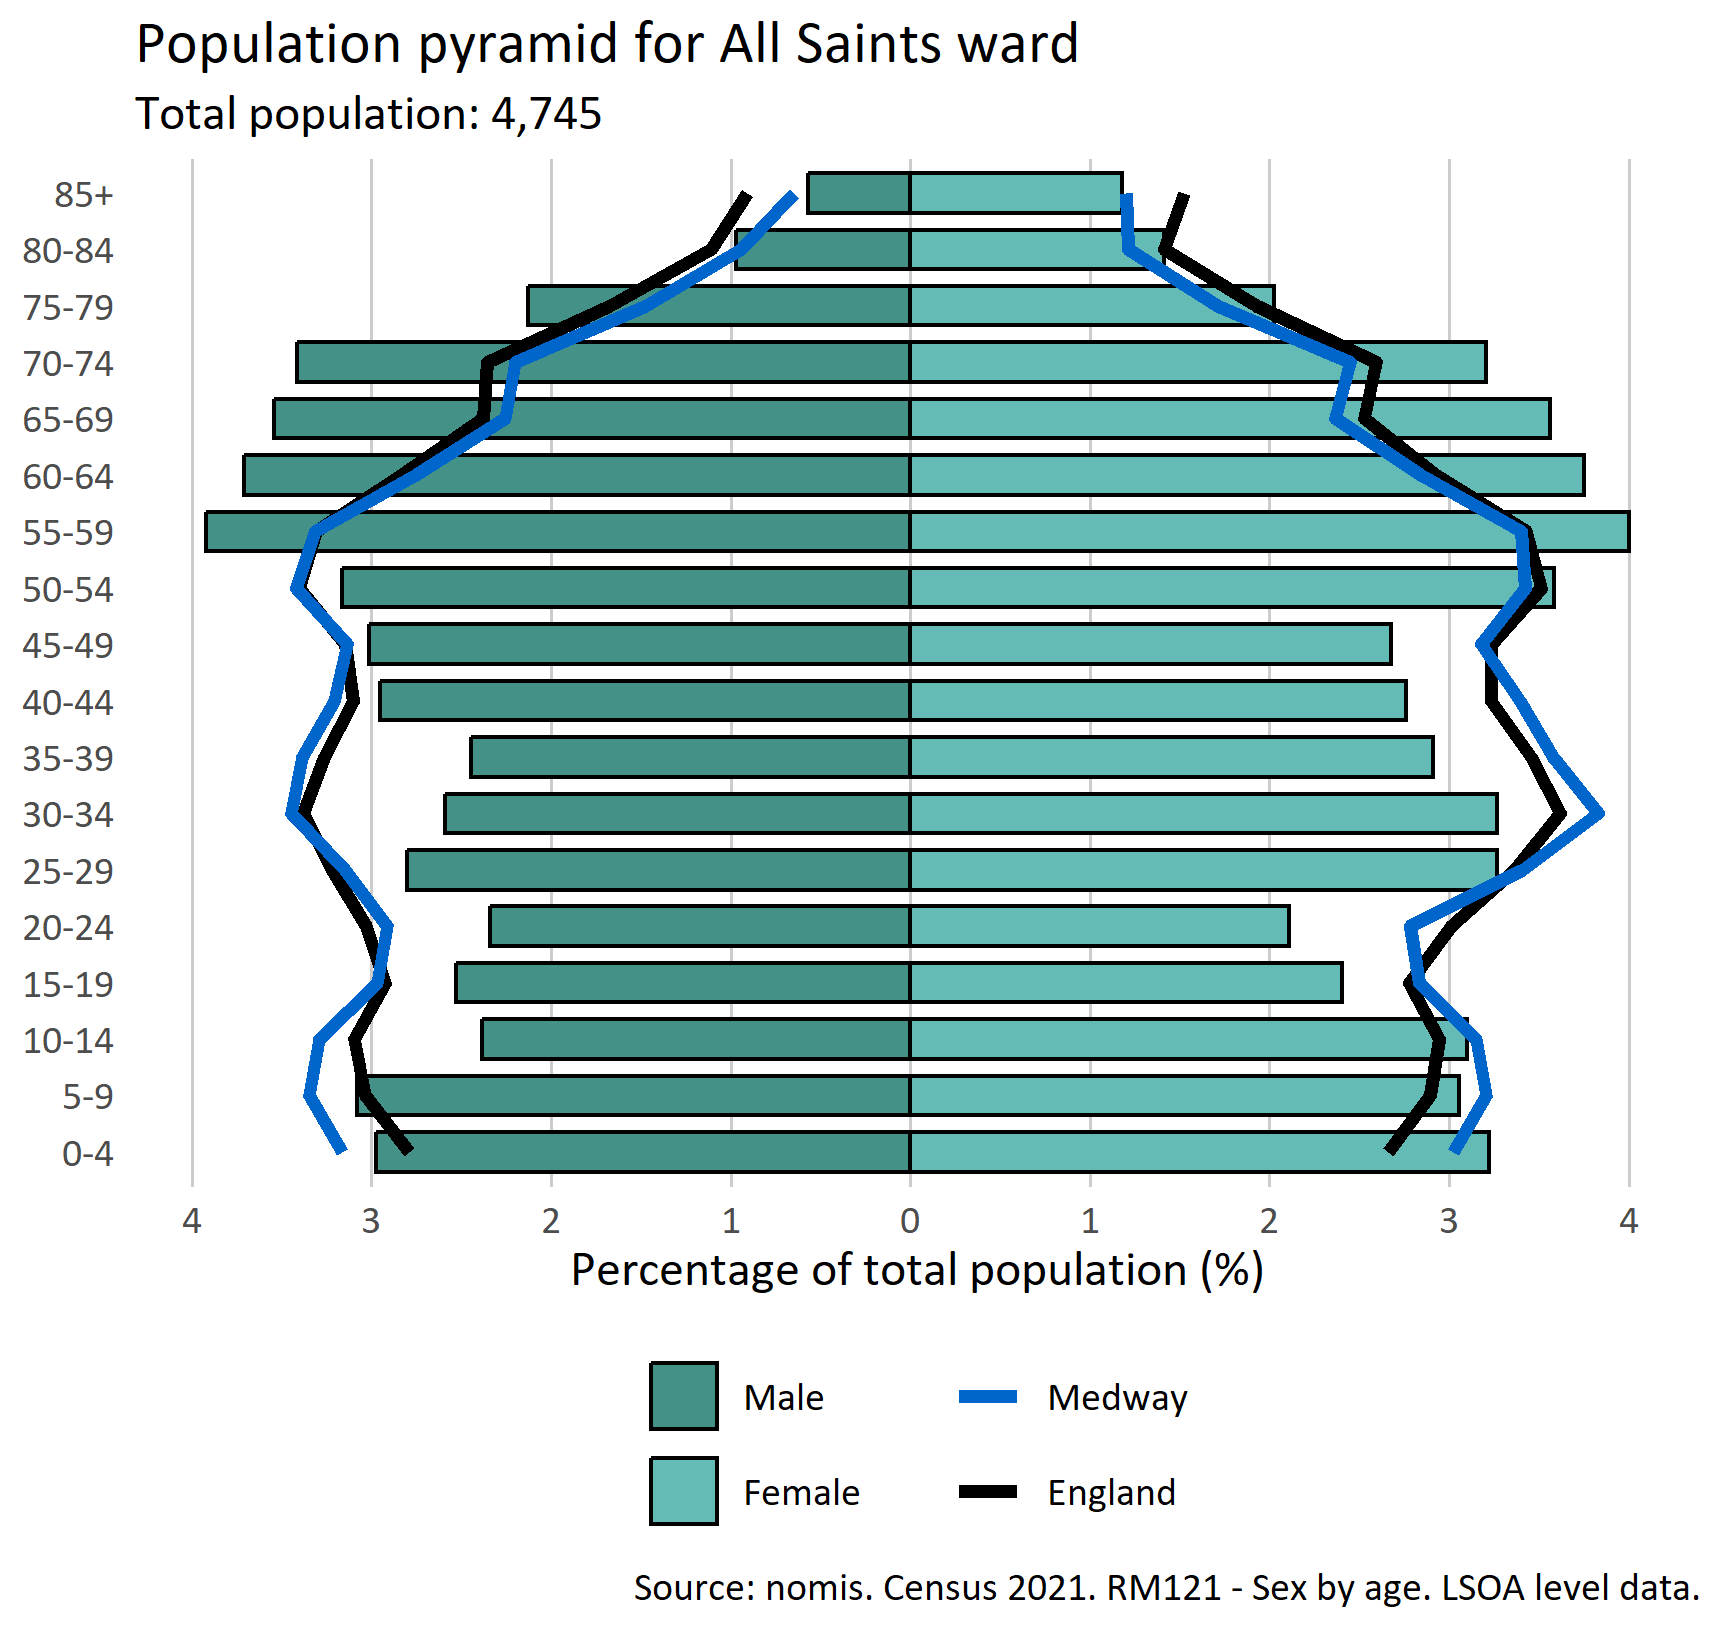 Population pyramid for All Saints ward
Total population: 4,745
85+
80-84
75-79
70-74
65-69
60-64
55-59
50-54
45-49
40-44
35-39
30-34
25-29
20-24
15-19
10-14
5-9
0-4
4 3 2 1 0 1 2 3 4
Percentage of total population (%)
Male Medway
Female England
Source: nomis. Census 2021. RM121 - Sex by age. LSOA level data.